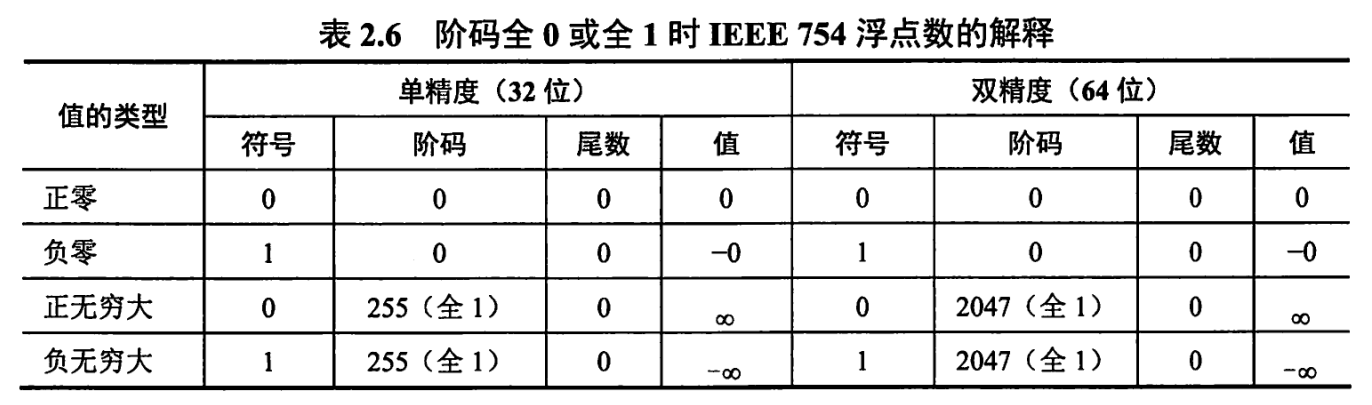 表 2.6 阶码全 0 或全 1 时 IEEE 754 浮点数的解释
值的类型 单精度（32 位） 双精度（64 位）
符号 阶码 尾数 值 符号 阶码 尾数 值
正零 0 0 0 0 0 0 0 0
负零 1 0 0 −0 1 0 0 −0
正无穷大 0 255（全 1） 0 ∞ 0 2047（全 1） 0 ∞
负无穷大 1 255（全 1） 0 −∞ 1 2047（全 1） 0 −∞